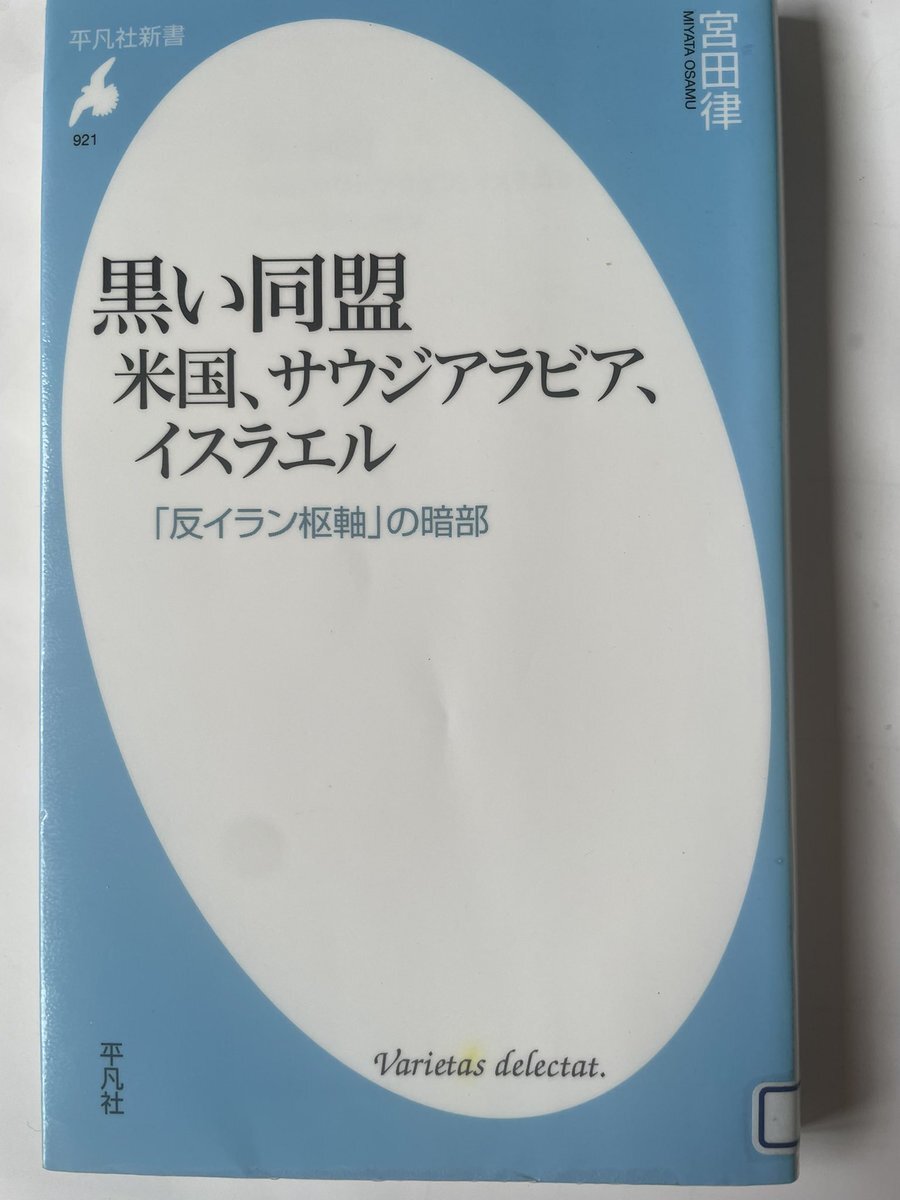 平凡社新書
921
宮田律
MIYATA OSAMU
黒い同盟
米国、サウジアラビア、
イスラエル
「反イラン枢軸」の暗部
Varietas delectat.
平凡社